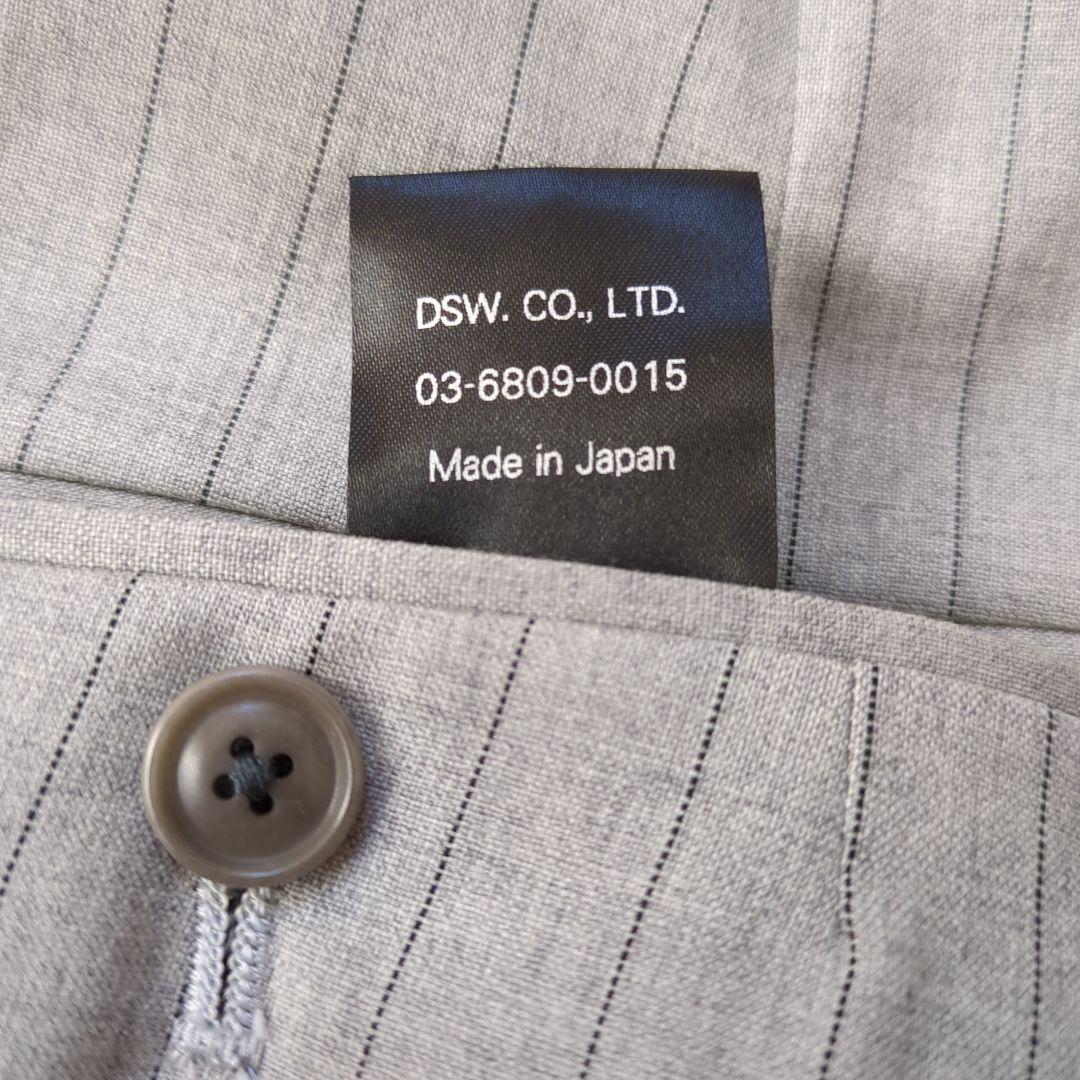 DSW. CO., LTD.
03-6809-0015
Made in Japan